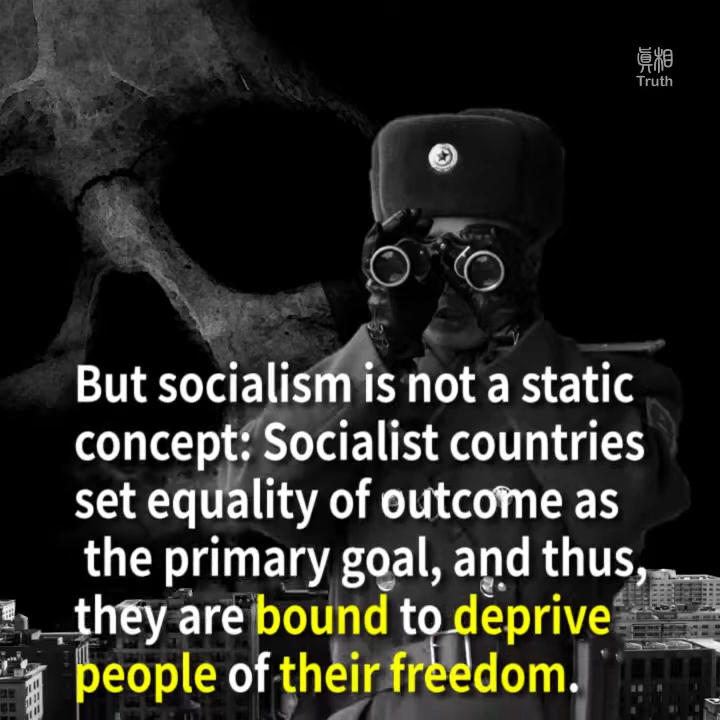 眞相
Truth
But socialism is not a static
concept: Socialist countries
set equality of outcome as
the primary goal, and thus,
they are bound to deprive
people of their freedom.